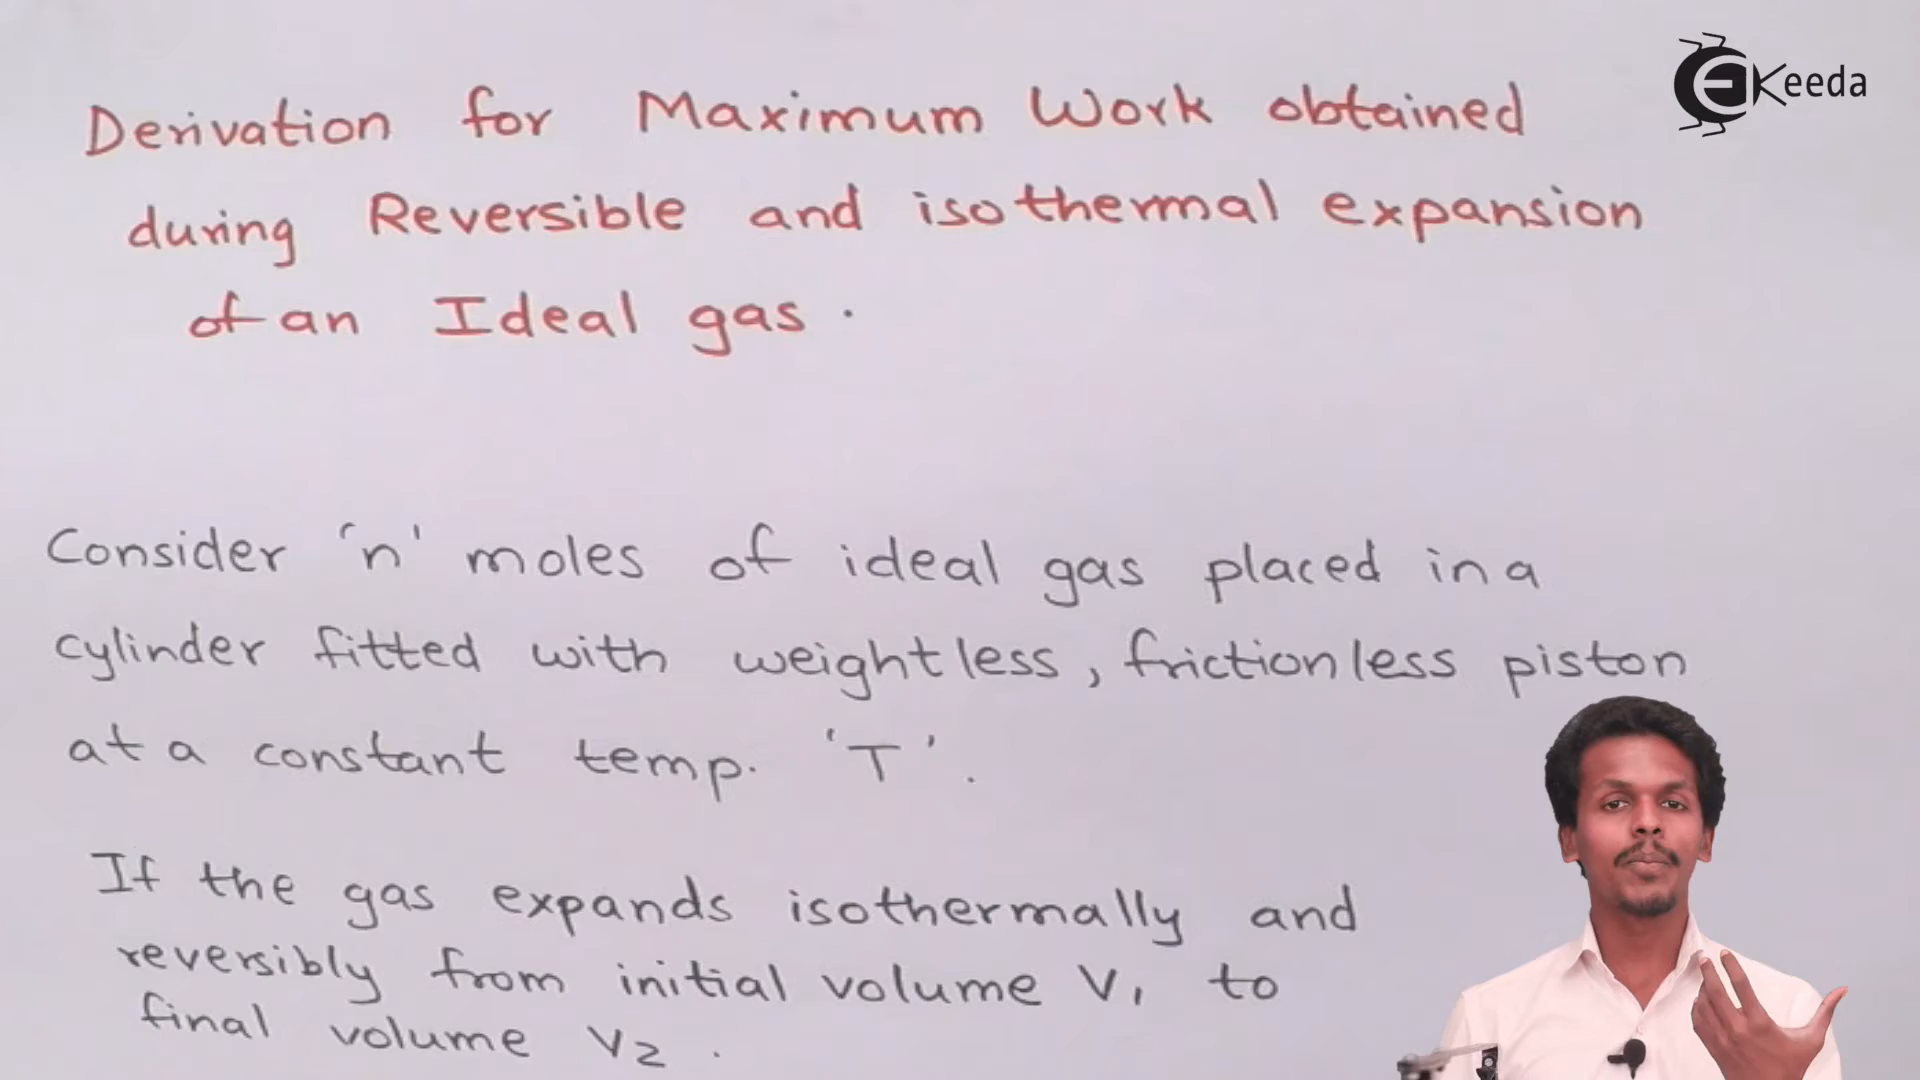 EKeeda
Derivation for Maximum Work obtained
during Reversible and isothermal expansion
of an Ideal gas.
Consider 'n' moles of ideal gas placed in a
cylinder fitted with weightless, frictionless piston
at a constant temp. 'T'.
If the gas expands isothermally and
reversibly from initial volume V1 to
final volume V2.